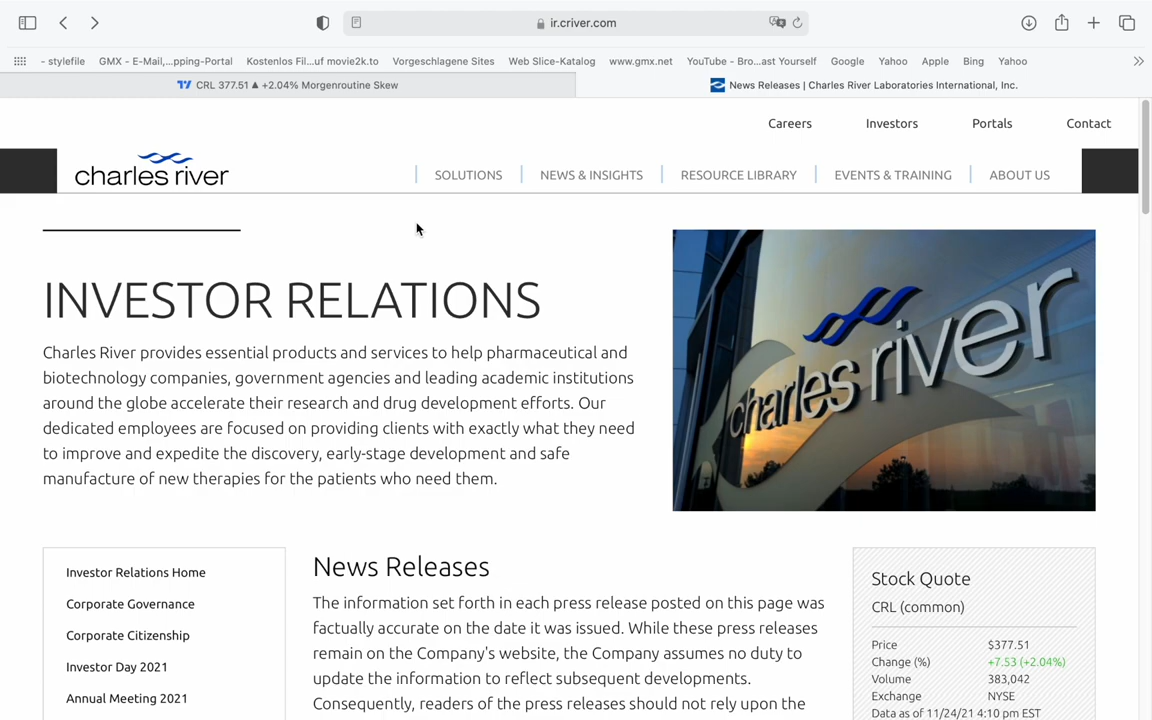 ir.criver.com
- stylefile GMX - E-Mail,...pping-Portal Kostenlos Fil...uf movie2k.to Vorgeschlagene Sites Web Slice-Katalog www.gmx.net YouTube - Bro...ast Yourself Google Yahoo Apple Bing Yahoo
CRL 377.51 ▲ +2.04% Morgenroutine Skew
News Releases | Charles River Laboratories International, Inc.
Careers Investors Portals Contact
charles river
SOLUTIONS NEWS & INSIGHTS RESOURCE LIBRARY EVENTS & TRAINING ABOUT US
INVESTOR RELATIONS
Charles River provides essential products and services to help pharmaceutical and
biotechnology companies, government agencies and leading academic institutions
around the globe accelerate their research and drug development efforts. Our
dedicated employees are focused on providing clients with exactly what they need
to improve and expedite the discovery, early-stage development and safe
manufacture of new therapies for the patients who need them.
charles river
Investor Relations Home
Corporate Governance
Corporate Citizenship
Investor Day 2021
Annual Meeting 2021
News Releases
The information set forth in each press release posted on this page was
factually accurate on the date it was issued. While these press releases
remain on the Company's website, the Company assumes no duty to
update the information to reflect subsequent developments.
Consequently, readers of the press releases should not rely upon the
Stock Quote
CRL (common)
Price $377.51
Change (%) +7.53 (+2.04%)
Volume 383,042
Exchange NYSE
Data as of 11/24/21 4:10 pm EST